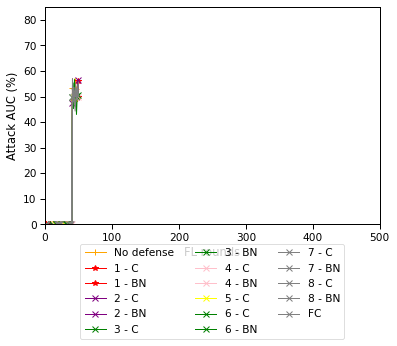 Attack AUC (%)
80
70
60
50
40
30
20
10
0
0 100 200 300 400 500
No defense
1 - C
1 - BN
2 - C
2 - BN
3 - C
3 - BN
4 - C
4 - BN
5 - C
6 - C
6 - BN
7 - C
7 - BN
8 - C
8 - BN
FC